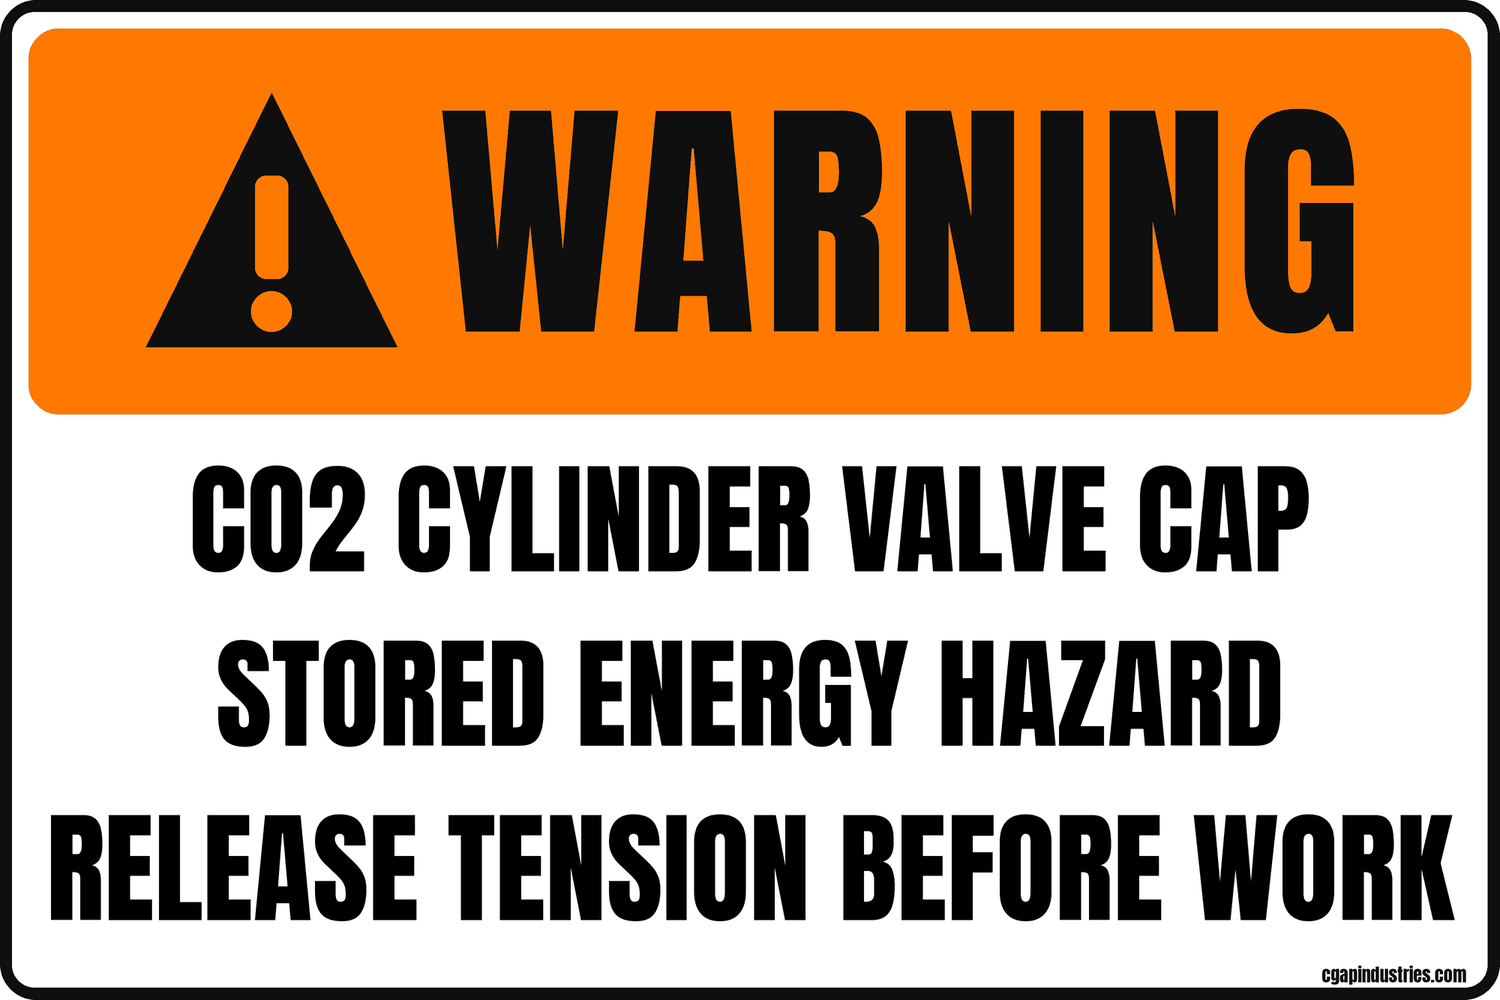 WARNING
CO2 CYLINDER VALVE CAP
STORED ENERGY HAZARD
RELEASE TENSION BEFORE WORK
cgapindustries.com